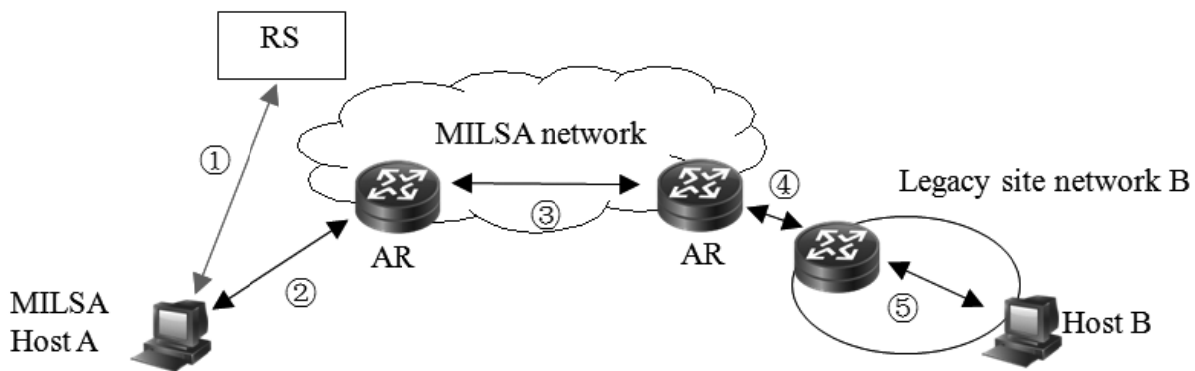 RS
MILSA network
①
④
Legacy site network B
③
AR
AR
②
⑤
MILSA
Host A
Host B